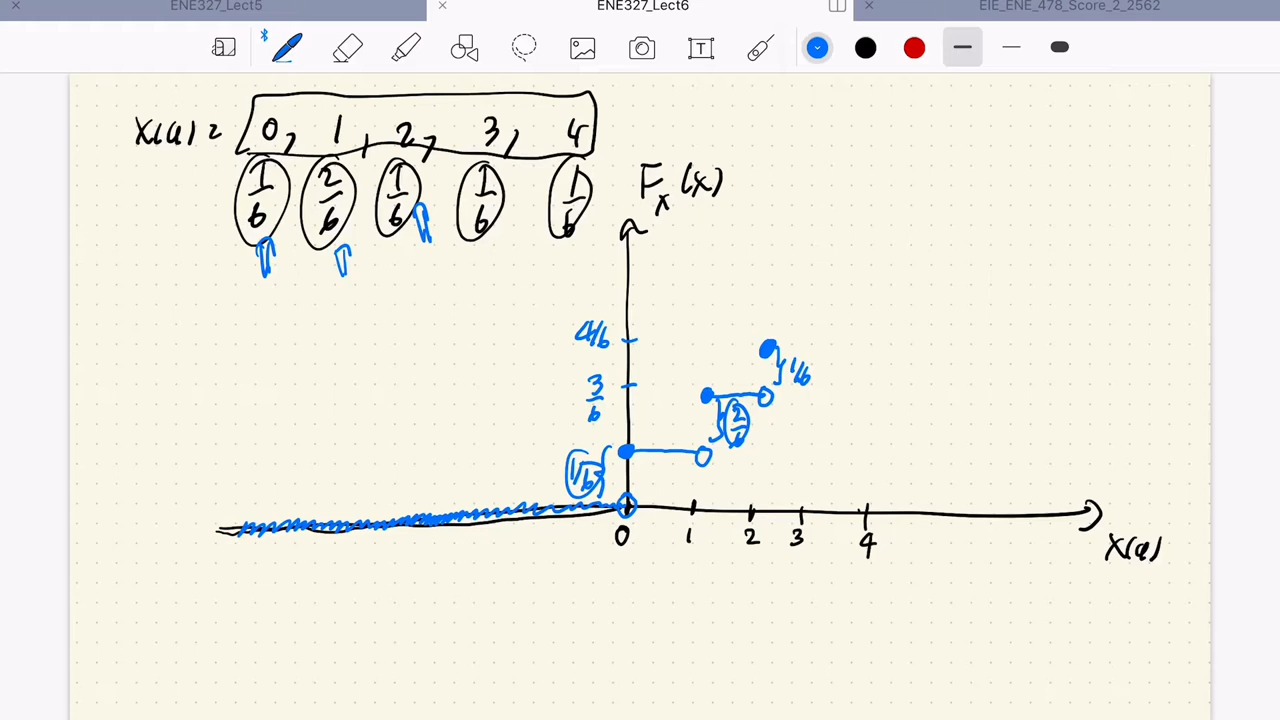 ENE327_Lect5
ENE327_Lect6
EIE_ENE_478_Score_2_2562
T
X(a) = 0, 1, 2, 3, 4
1/6 2/6 1/6 1/6 1/6
Fx(x)
4/6
1/6
3/6
2/6
1/6
0 1 2 3 4
X(a)